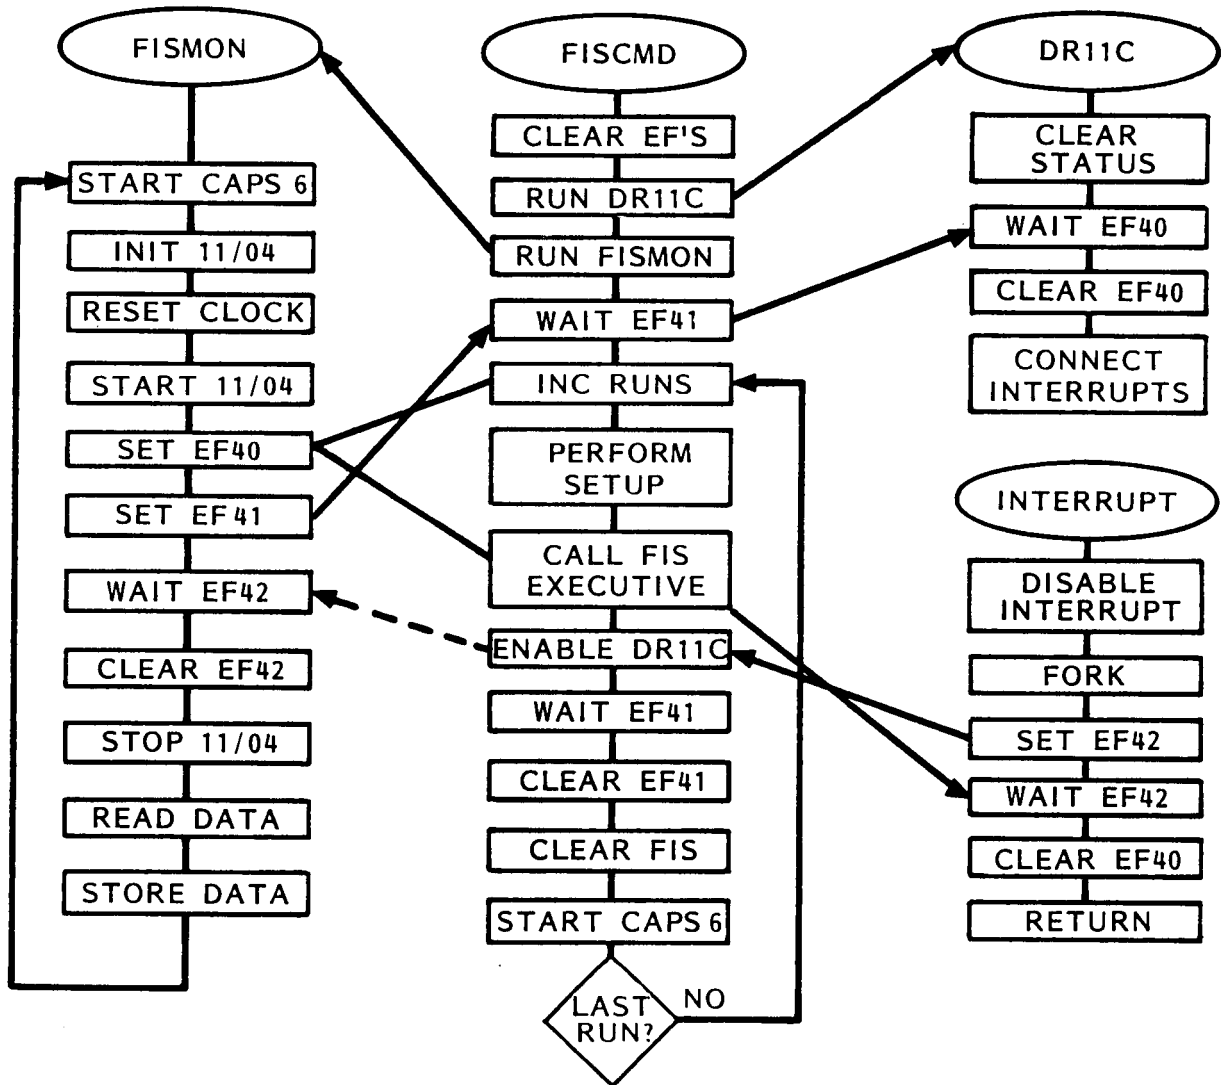 FISMON
START CAPS 6
INIT 11/04
RESET CLOCK
START 11/04
SET EF40
SET EF41
WAIT EF42
CLEAR EF42
STOP 11/04
READ DATA
STORE DATA
FISCMD
CLEAR EF'S
RUN DR11C
RUN FISMON
WAIT EF41
INC RUNS
PERFORM
SETUP
CALL FIS
EXECUTIVE
ENABLE DR11C
WAIT EF41
CLEAR EF41
CLEAR FIS
START CAPS 6
LAST
RUN?
NO
DR11C
CLEAR
STATUS
WAIT EF40
CLEAR EF40
CONNECT
INTERRUPTS
INTERRUPT
DISABLE
INTERRUPT
FORK
SET EF42
WAIT EF42
CLEAR EF40
RETURN